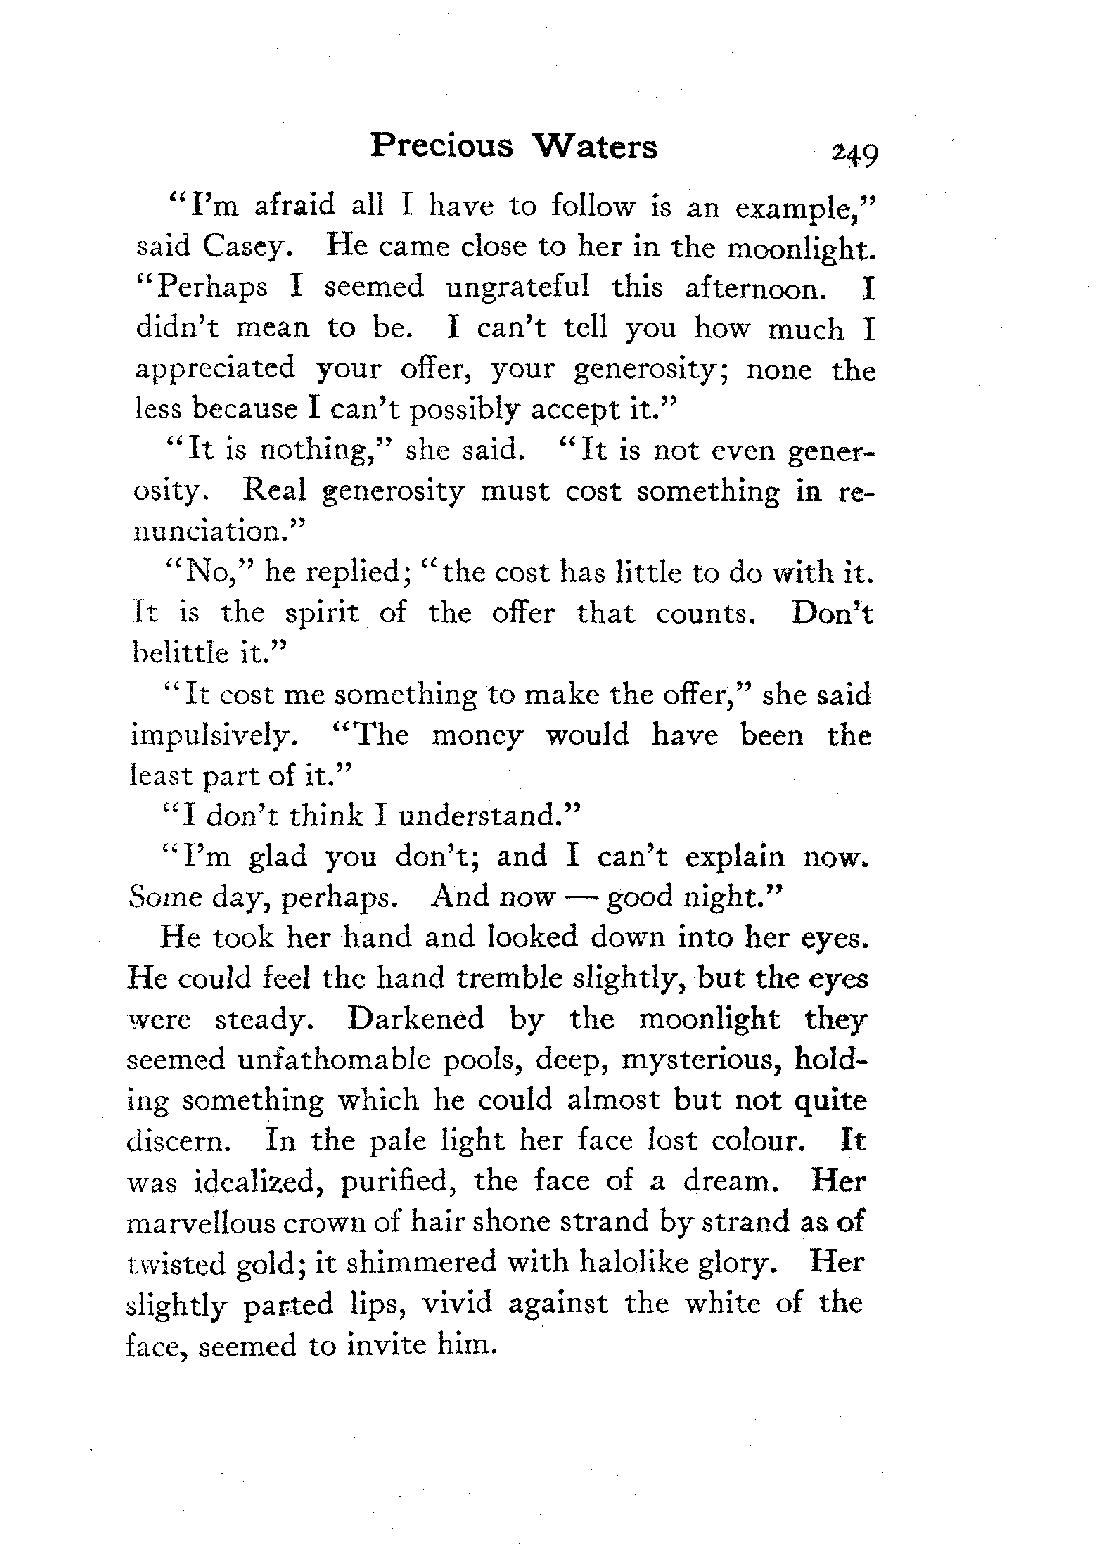 Precious Waters 249
"I'm afraid all I have to follow is an example,"
said Casey. He came close to her in the moonlight.
"Perhaps I seemed ungrateful this afternoon. I
didn't mean to be. I can't tell you how much I
appreciated your offer, your generosity; none the
less because I can't possibly accept it."
"It is nothing," she said. "It is not even gener-
osity. Real generosity must cost something in re-
nunciation."
"No," he replied; "the cost has little to do with it.
It is the spirit of the offer that counts. Don't
belittle it."
"It cost me something to make the offer," she said
impulsively. "The money would have been the
least part of it."
"I don't think I understand."
"I'm glad you don't; and I can't explain now.
Some day, perhaps. And now — good night."
He took her hand and looked down into her eyes.
He could feel the hand tremble slightly, but the eyes
were steady. Darkened by the moonlight they
seemed unfathomable pools, deep, mysterious, hold-
ing something which he could almost but not quite
discern. In the pale light her face lost colour. It
was idealized, purified, the face of a dream. Her
marvellous crown of hair shone strand by strand as of
twisted gold; it shimmered with halolike glory. Her
slightly parted lips, vivid against the white of the
face, seemed to invite him.